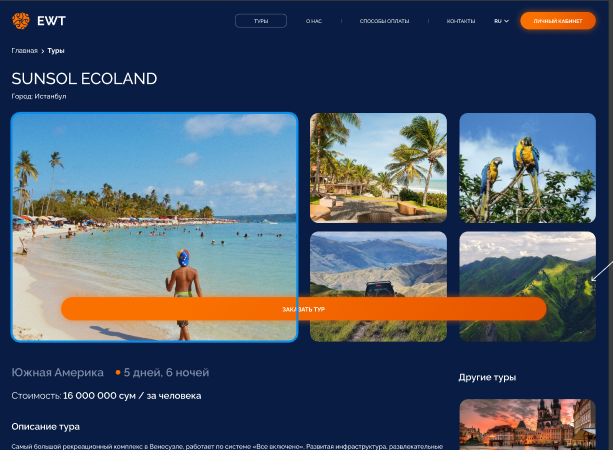 EWT
ТУРЫ
О НАС
СПОСОБЫ ОПЛАТЫ
КОНТАКТЫ
RU
ЛИЧНЫЙ КАБИНЕТ
Главная > Туры
SUNSOL ECOLAND
Город: Истанбул
ЗАКАЗАТЬ ТУР
Южная Америка • 5 дней, 6 ночей
Стоимость: 16 000 000 сум / за человека
Другие туры
Описание тура
Самый большой рекреационный комплекс в Венесуэле, работает по системе «Все включено». Развитая инфраструктура, развлекательные